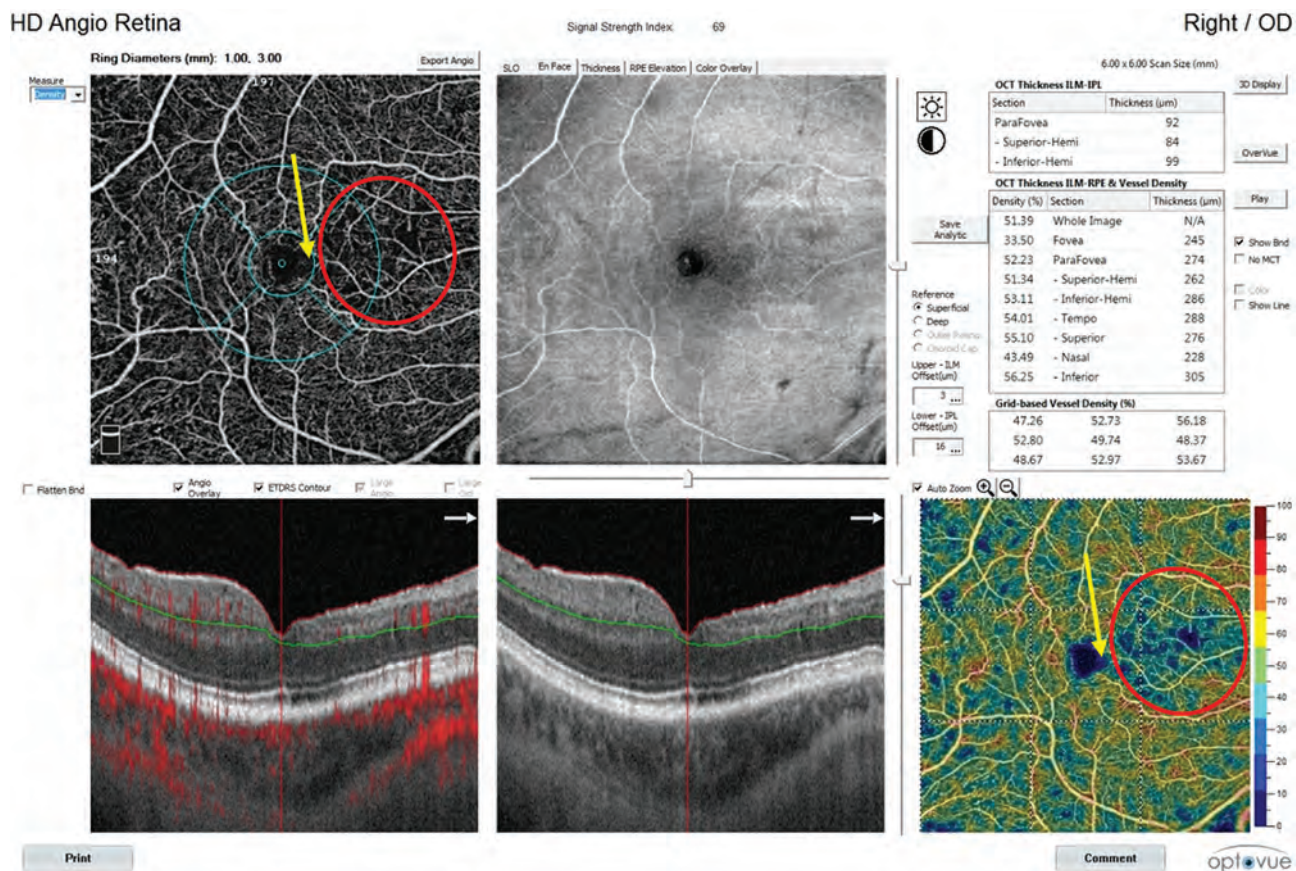 HD Angio Retina
Signal Strength Index 69
Right / OD
Ring Diameters (mm): 1.00, 3.00
Export Angio
Measure
Density
197
194
SLO En Face Thickness RPE Elevation Color Overlay
6.00 x 6.00 Scan Size (mm)
OCT Thickness ILM-IPL
Section Thickness (µm)
ParaFovea 92
- Superior-Hemi 84
- Inferior-Hemi 99
OCT Thickness ILM-RPE & Vessel Density
Density (%) Section Thickness (µm)
51.39 Whole Image N/A
33.50 Fovea 245
52.23 ParaFovea 274
51.34 - Superior-Hemi 262
53.11 - Inferior-Hemi 286
54.01 - Tempo 288
55.10 - Superior 276
43.49 - Nasal 228
56.25 - Inferior 305
Grid-based Vessel Density (%)
47.26 52.73 56.18
52.80 49.74 48.37
48.67 52.97 53.67
3D Display
OverVue
Play
Show Bnd
No MCT
Color
Show Line
Save
Analytic
Reference
Superficial
Deep
Outer Retina
Choroid Cap
Upper - ILM
Offset(um)
3 ...
Lower - IPL
Offset(um)
16 ...
Flatten Bnd
Angio
Overlay
ETDRS Contour
Large
Angio
Large
Oct
Auto Zoom
100
90
80
70
60
50
40
30
20
10
0
Print
Comment
optovue